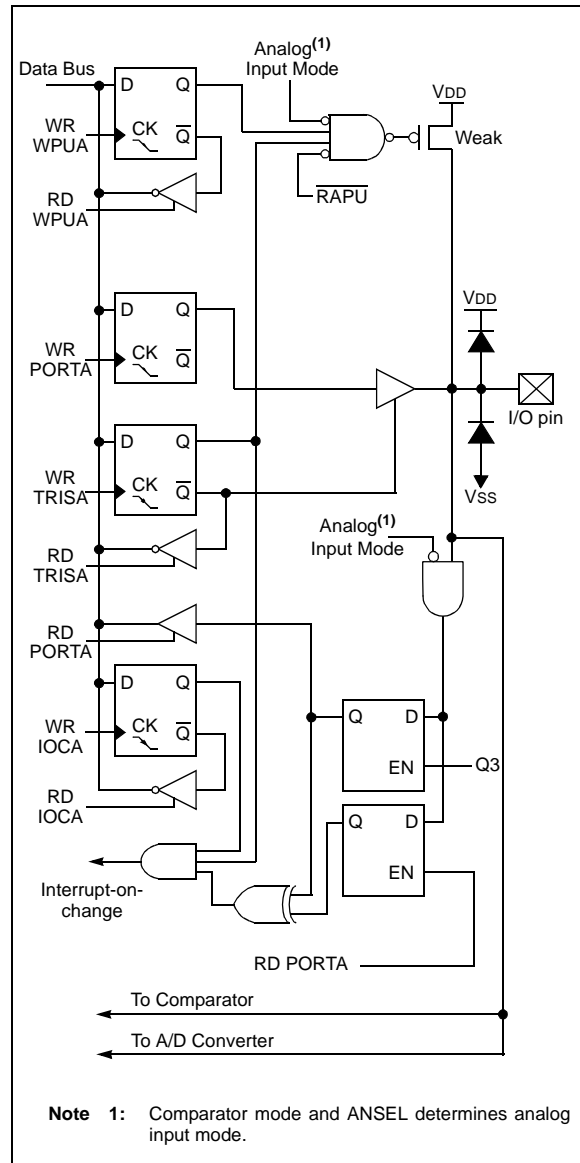 Analog(1)
Input Mode
Data Bus
VDD
D Q
WR
WPUA
CK
Q
Weak
RD
WPUA
RAPU
D Q
VDD
WR
PORTA
CK
Q
I/O pin
D Q
WR
TRISA
CK
Q
VSS
Analog(1)
Input Mode
RD
TRISA
RD
PORTA
D Q
Q D
WR
IOCA
CK
Q
EN
Q3
RD
IOCA
Q D
EN
Interrupt-on-
change
RD PORTA
To Comparator
To A/D Converter
Note 1: Comparator mode and ANSEL determines analog
input mode.